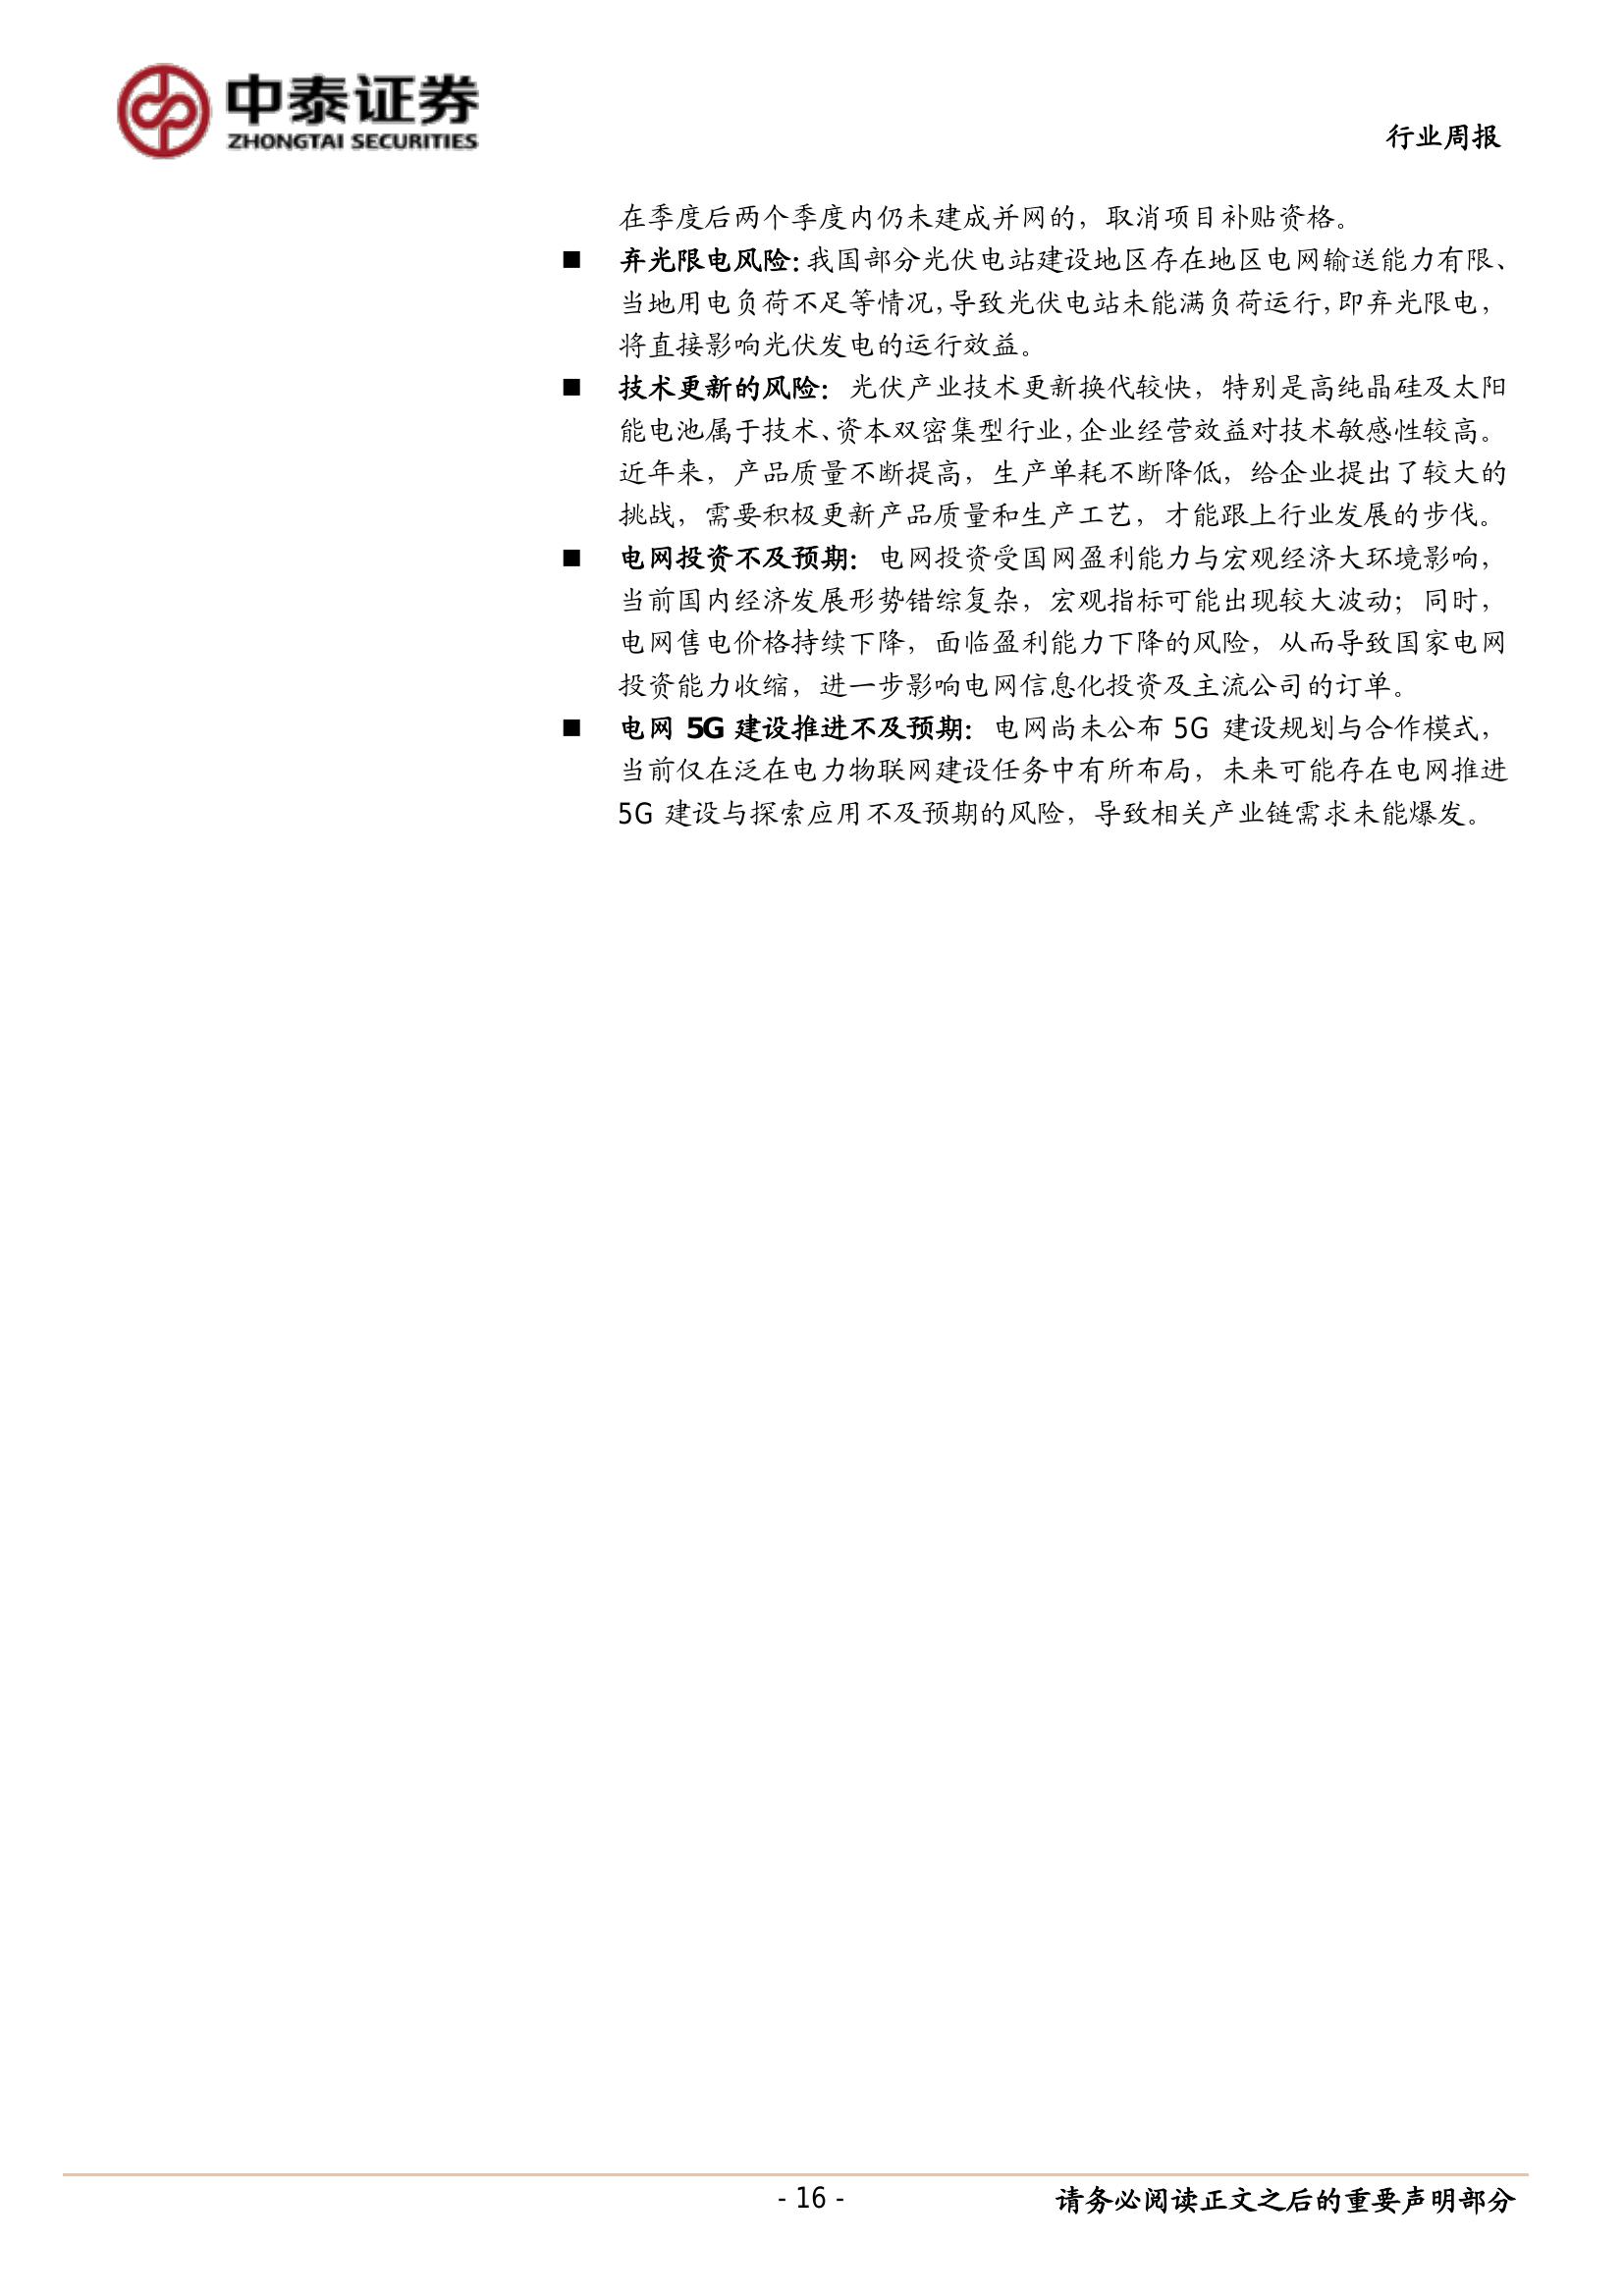 中泰证券
ZHONGTAI SECURITIES
行业周报
在季度后两个季度内仍未建成并网的，取消项目补贴资格。
■ 弃光限电风险：我国部分光伏电站建设地区存在地区电网输送能力有限、
当地用电负荷不足等情况，导致光伏电站未能满负荷运行，即弃光限电，
将直接影响光伏发电的运行效益。
■ 技术更新的风险：光伏产业技术更新换代较快，特别是高纯晶硅及太阳
能电池属于技术、资本双密集型行业，企业经营效益对技术敏感性较高。
近年来，产品质量不断提高，生产单耗不断降低，给企业提出了较大的
挑战，需要积极更新产品质量和生产工艺，才能跟上行业发展的步伐。
■ 电网投资不及预期：电网投资受国网盈利能力与宏观经济大环境影响，
当前国内经济发展形势错综复杂，宏观指标可能出现较大波动；同时，
电网售电价格持续下降，面临盈利能力下降的风险，从而导致国家电网
投资能力收缩，进一步影响电网信息化投资及主流公司的订单。
■ 电网 5G 建设推进不及预期：电网尚未公布 5G 建设规划与合作模式，
当前仅在泛在电力物联网建设任务中有所布局，未来可能存在电网推进
5G 建设与探索应用不及预期的风险，导致相关产业链需求未能爆发。
- 16 -
请务必阅读正文之后的重要声明部分